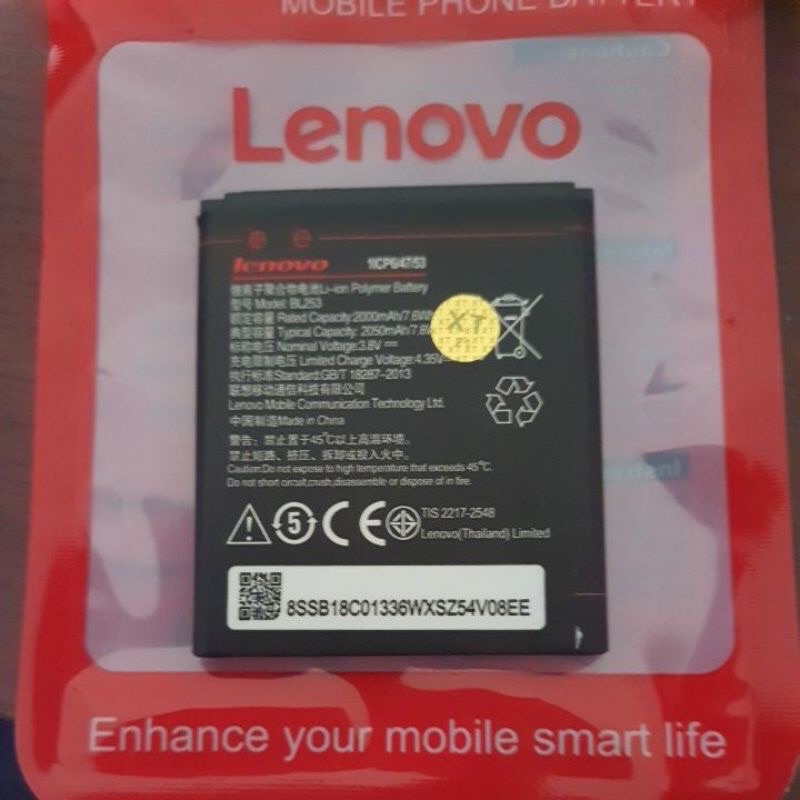 MOBILE PHONE BATTERY
Lenovo
lenovo 1ICP6/47/53
锂离子聚合物电池Li-ion Polymer Battery
型号 Model: BL253
额定容量 Rated Capacity:2000mAh/7.6Wh
典型容量 Typical Capacity: 2050mAh/7.8
标称电压 Nominal Voltage:3.8V
充电限制电压 Limited Charge Voltage:4.35V
执行标准Standard:GB/T 18287-2013
联想移动通信科技有限公司
Lenovo Mobile Communication Technology Ltd.
中国制造Made in China
警告：禁止置于45℃以上高温环境。
禁止短路、挤压、拆卸或投入火中。
Caution:Do not expose to high temperature that exceeds 45℃.
Do not short circuit,crush,disassemble or dispose of in fire.
XT
5 CE
TIS 2217-2548
Lenovo(Thailand) Limited
8SSB18C01336WXSZ54V08EE
Enhance your mobile smart life